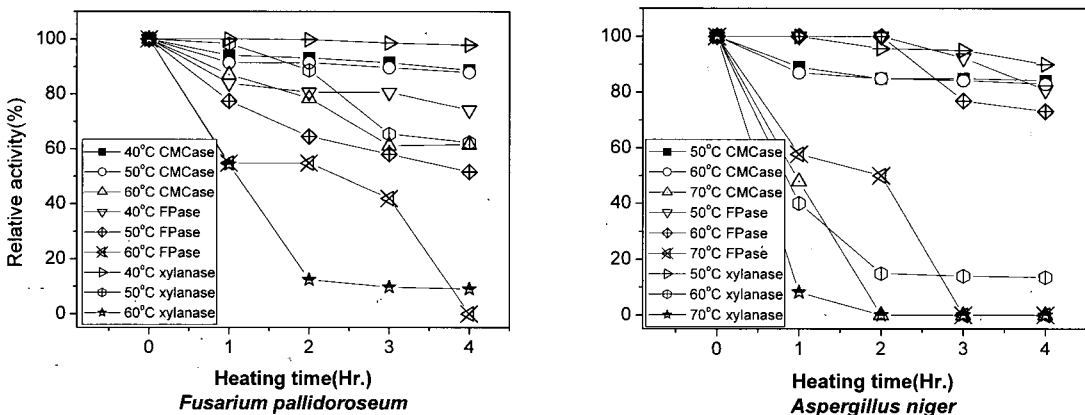 Relative activity(%)
100
80
60
40
20
0
40°C CMCase
50°C CMCase
60°C CMCase
40°C FPase
50°C FPase
60°C FPase
40°C xylanase
50°C xylanase
60°C xylanase
0 1 2 3 4
Heating time(Hr.)
Fusarium pallidoroseum
100
80
60
40
20
0
50°C CMCase
60°C CMCase
70°C CMCase
50°C FPase
60°C FPase
70°C FPase
50°C xylanase
60°C xylanase
70°C xylanase
0 1 2 3 4
Heating time(Hr.)
Aspergillus niger